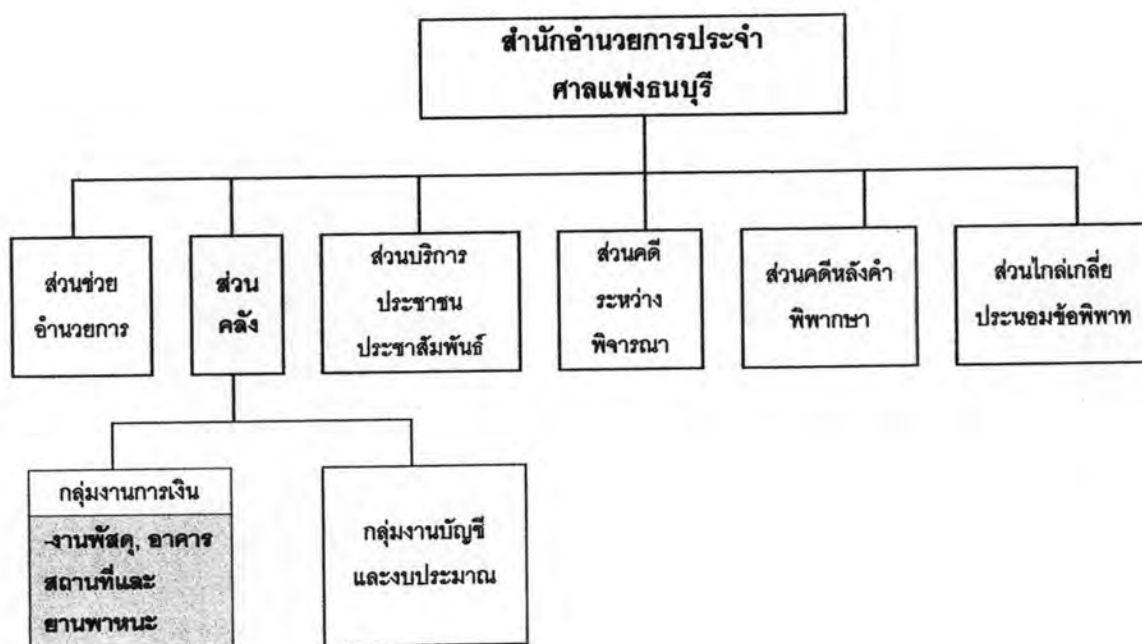 สำนักอำนวยการประจำ
ศาลแพ่งธนบุรี
ส่วนช่วย
อำนวยการ
ส่วน
คลัง
ส่วนบริการ
ประชาชน
ประชาสัมพันธ์
ส่วนคดี
ระหว่าง
พิจารณา
ส่วนคดีหลังคำ
พิพากษา
ส่วนไกล่เกลี่ย
ประนอมข้อพิพาท
กลุ่มงานการเงิน
-งานพัสดุ, อาคาร
สถานที่และ
ยานพาหนะ
กลุ่มงานบัญชี
และงบประมาณ